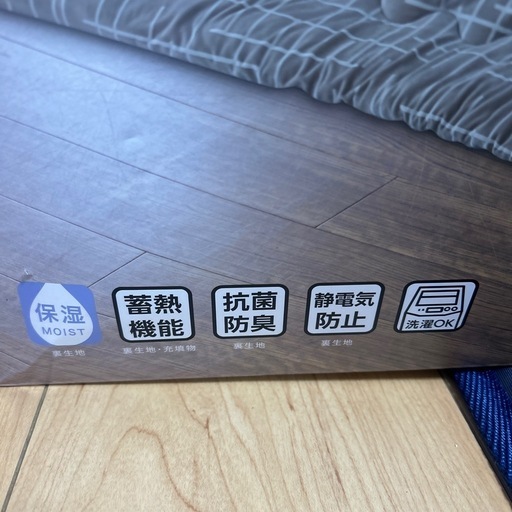 保湿
MOIST
裏生地
蓄熱
機能
裏生地・充填物
抗菌
防臭
裏生地
静電気
防止
裏生地
洗濯OK